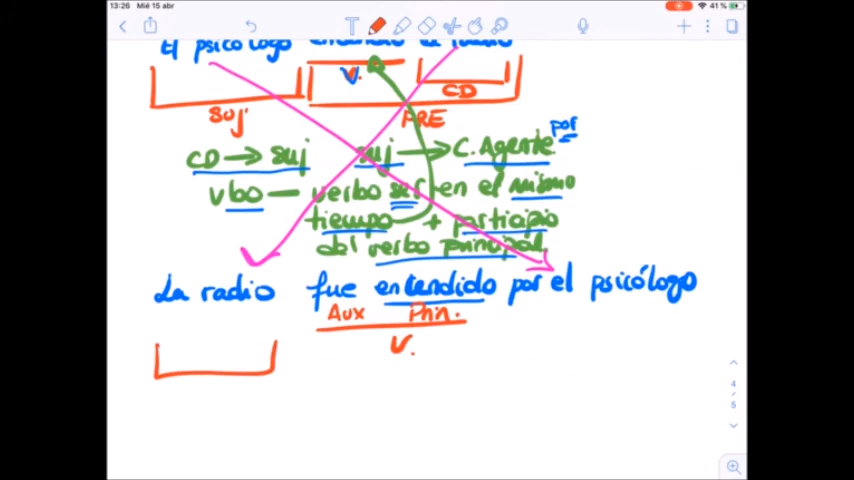 13:26 Mié 15 abr 41 %
El psicólogo
V. CD
Suj PRE
por
CD → suj suj → C. Agente
vbo — verbo ser en el mismo
tiempo + participio
del verbo principal.
La radio fue entendido por el psicólogo
Aux Prin.
V.
4
5